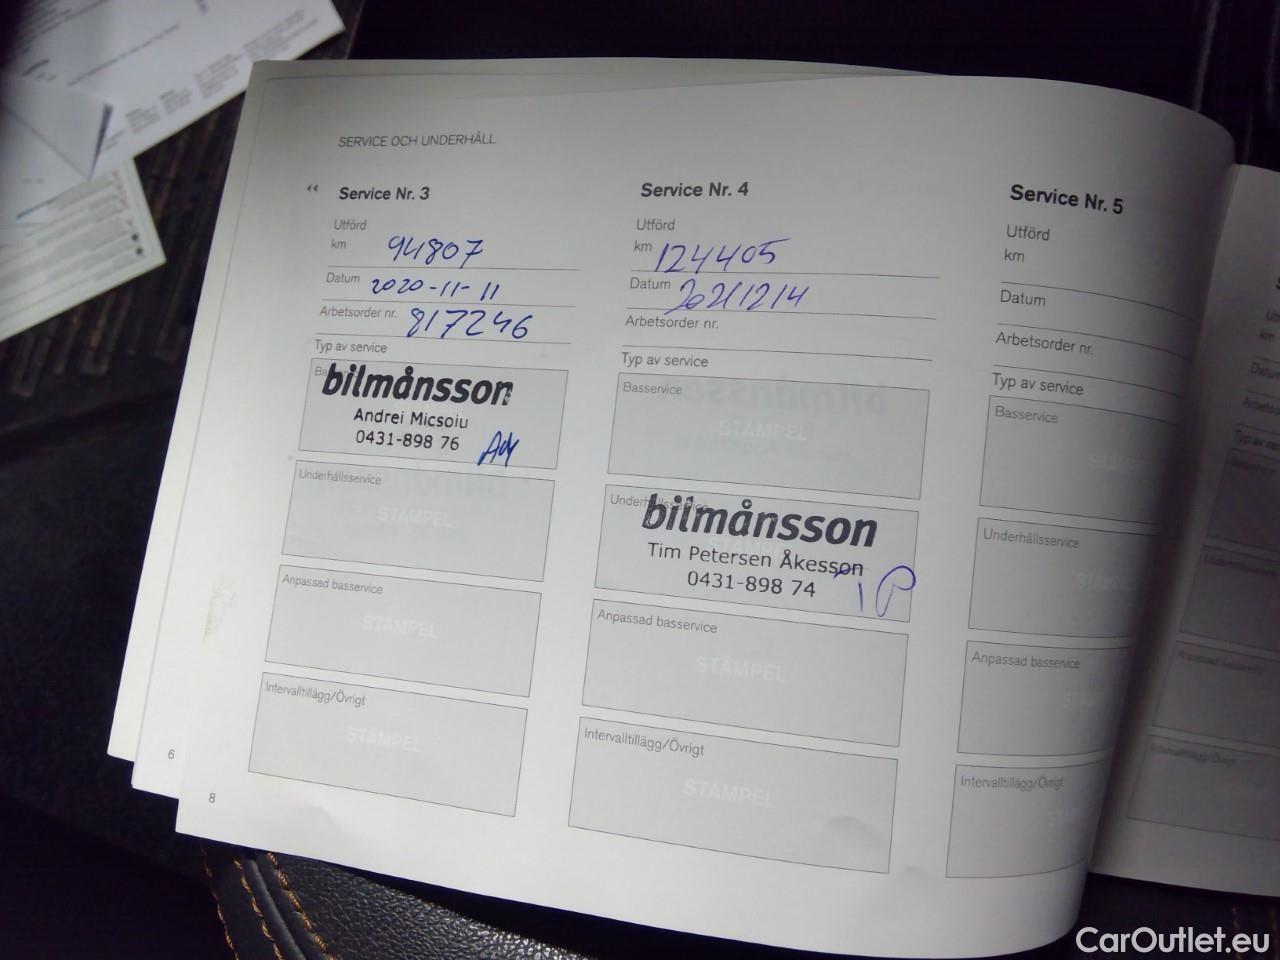 SERVICE OCH UNDERHÅLL
Service Nr. 3
Utförd
km 94807
Datum 2020-11-11
Arbetsorder nr. 817246
Typ av service
bilmånsson
Andrei Micsoiu
0431-898 76
Underhållsservice
STÄMPEL
Anpassad basservice
STÄMPEL
Intervalltillägg/Övrigt
STÄMPEL
8
6
Service Nr. 4
Utförd
km 124405
Datum 20211214
Arbetsorder nr.
Typ av service
Basservice
STÄMPEL
Underhållsservice
bilmånsson
Tim Petersen Åkesson
0431-898 74
TP
Anpassad basservice
STÄMPEL
Intervalltillägg/Övrigt
STÄMPEL
Service Nr. 5
Utförd
km
Datum
Arbetsorder nr.
Typ av service
Basservice
Underhållsservice
Anpassad basservice
Intervalltillägg/Övrigt
CarOutlet.eu